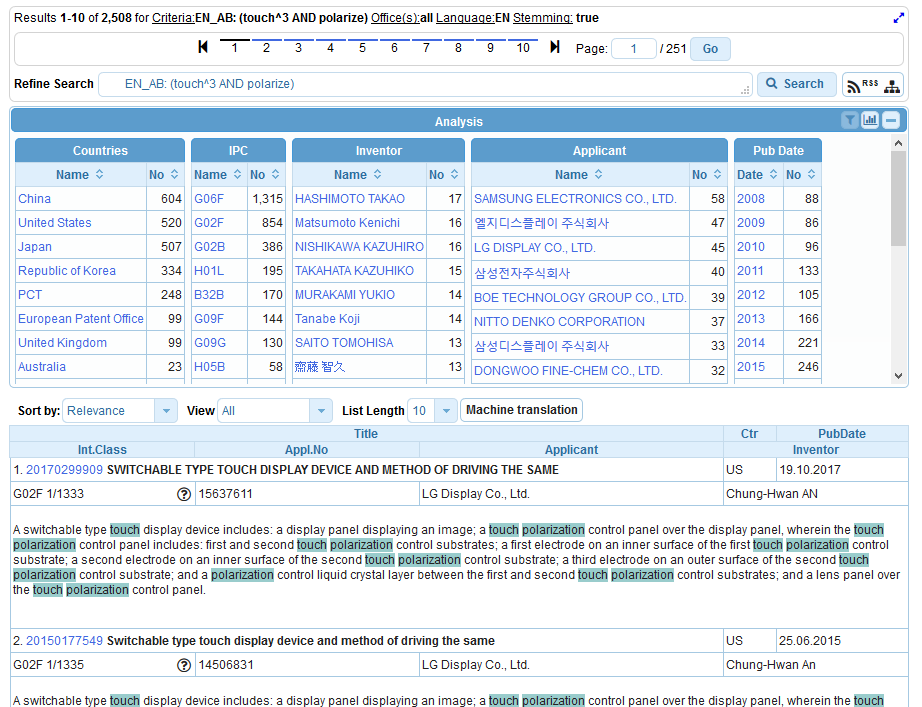 Results 1-10 of 2,508 for Criteria:EN_AB: (touch^3 AND polarize) Office(s):all Language:EN Stemming: true
1 2 3 4 5 6 7 8 9 10 Page: 1 / 251 Go
Refine Search EN_AB: (touch^3 AND polarize) Search RSS
Analysis
Countries IPC Inventor Applicant Pub Date
Name No Name No Name No Name No Date No
China 604 G06F 1,315 HASHIMOTO TAKAO 17 SAMSUNG ELECTRONICS CO., LTD. 58 2008 88
United States 520 G02F 854 Matsumoto Kenichi 16 엘지디스플레이 주식회사 47 2009 86
Japan 507 G02B 386 NISHIKAWA KAZUHIRO 16 LG DISPLAY CO., LTD. 45 2010 96
Republic of Korea 334 H01L 195 TAKAHATA KAZUHIKO 15 삼성전자주식회사 40 2011 133
PCT 248 B32B 170 MURAKAMI YUKIO 14 BOE TECHNOLOGY GROUP CO., LTD. 39 2012 105
European Patent Office 99 G09F 144 Tanabe Koji 14 NITTO DENKO CORPORATION 37 2013 166
United Kingdom 99 G09G 130 SAITO TOMOHISA 13 삼성디스플레이 주식회사 33 2014 221
Australia 23 H05B 58 齋藤 智久 13 DONGWOO FINE-CHEM CO., LTD. 32 2015 246
Sort by: Relevance View All List Length 10 Machine translation
Title Ctr PubDate
Int.Class Appl.No Applicant Inventor
1. 20170299909 SWITCHABLE TYPE TOUCH DISPLAY DEVICE AND METHOD OF DRIVING THE SAME US 19.10.2017
G02F 1/1333 ? 15637611 LG Display Co., Ltd. Chung-Hwan AN
A switchable type touch display device includes: a display panel displaying an image; a touch polarization control panel over the display panel, wherein the touch
polarization control panel includes: first and second touch polarization control substrates; a first electrode on an inner surface of the first touch polarization control
substrate; a second electrode on an inner surface of the second touch polarization control substrate; a third electrode on an outer surface of the second touch
polarization control substrate; and a polarization control liquid crystal layer between the first and second touch polarization control substrates; and a lens panel over
the touch polarization control panel.
2. 20150177549 Switchable type touch display device and method of driving the same US 25.06.2015
G02F 1/1335 ? 14506831 LG Display Co., Ltd. Chung-Hwan An
A switchable type touch display device includes: a display panel displaying an image; a touch polarization control panel over the display panel, wherein the touch